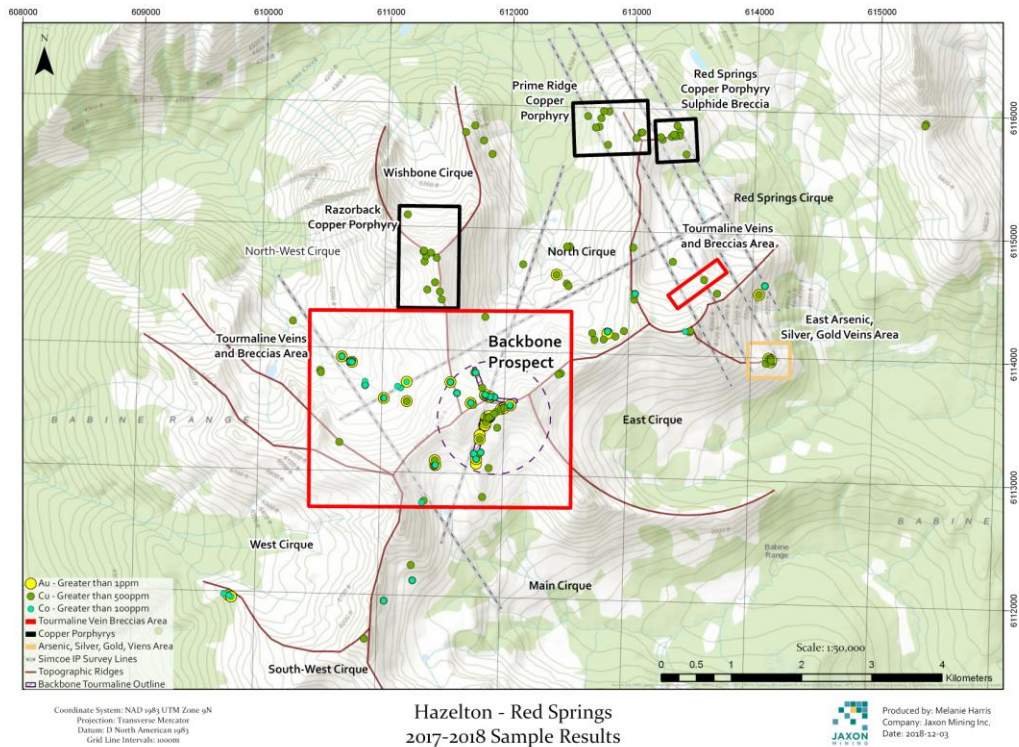 608000
609000
610000
611000
612000
613000
614000
615000
N
Prime Ridge
Copper
Porphyry
Red Springs
Copper Porphyry
Sulphide Breccia
6116000
Wishbone Cirque
Razorback
Copper Porphyry
Red Springs Cirque
North-West Cirque
North Cirque
Tourmaline Veins
and Breccias Area
6115000
Tourmaline Veins
and Breccias Area
Backbone
Prospect
East Arsenic,
Silver, Gold Veins Area
6114000
BABINE RANGE
East Cirque
6113000
BABINE
West Cirque
Babine
Range
Main Cirque
6112000
South-West Cirque
Au - Greater than 1ppm
Cu - Greater than 500ppm
Co - Greater than 100ppm
Tourmaline Vein Breccias Area
Copper Porphyrys
Arsenic, Silver, Gold, Viens Area
Simcoe IP Survey Lines
Topographic Ridges
Backbone Tourmaline Outline
Scale: 1:50,000
0 0.5 1 2 3 4
Kilometers
Coordinate System: NAD 1983 UTM Zone 9N
Projection: Transverse Mercator
Datum: D North American 1983
Grid Line Intervals: 1000m
Hazelton - Red Springs
2017-2018 Sample Results
JAXON
MINING
Produced by: Melanie Harris
Company: Jaxon Mining Inc.
Date: 2018-12-03